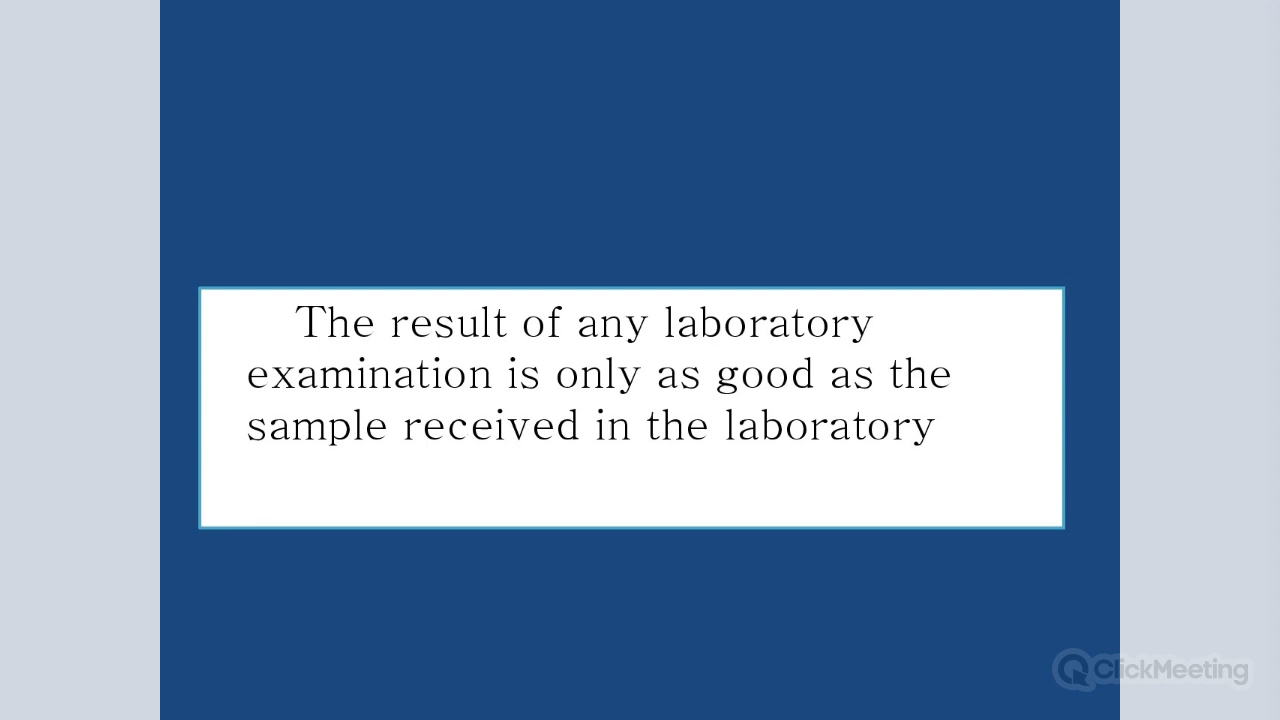 The result of any laboratory
examination is only as good as the
sample received in the laboratory
ClickMeeting